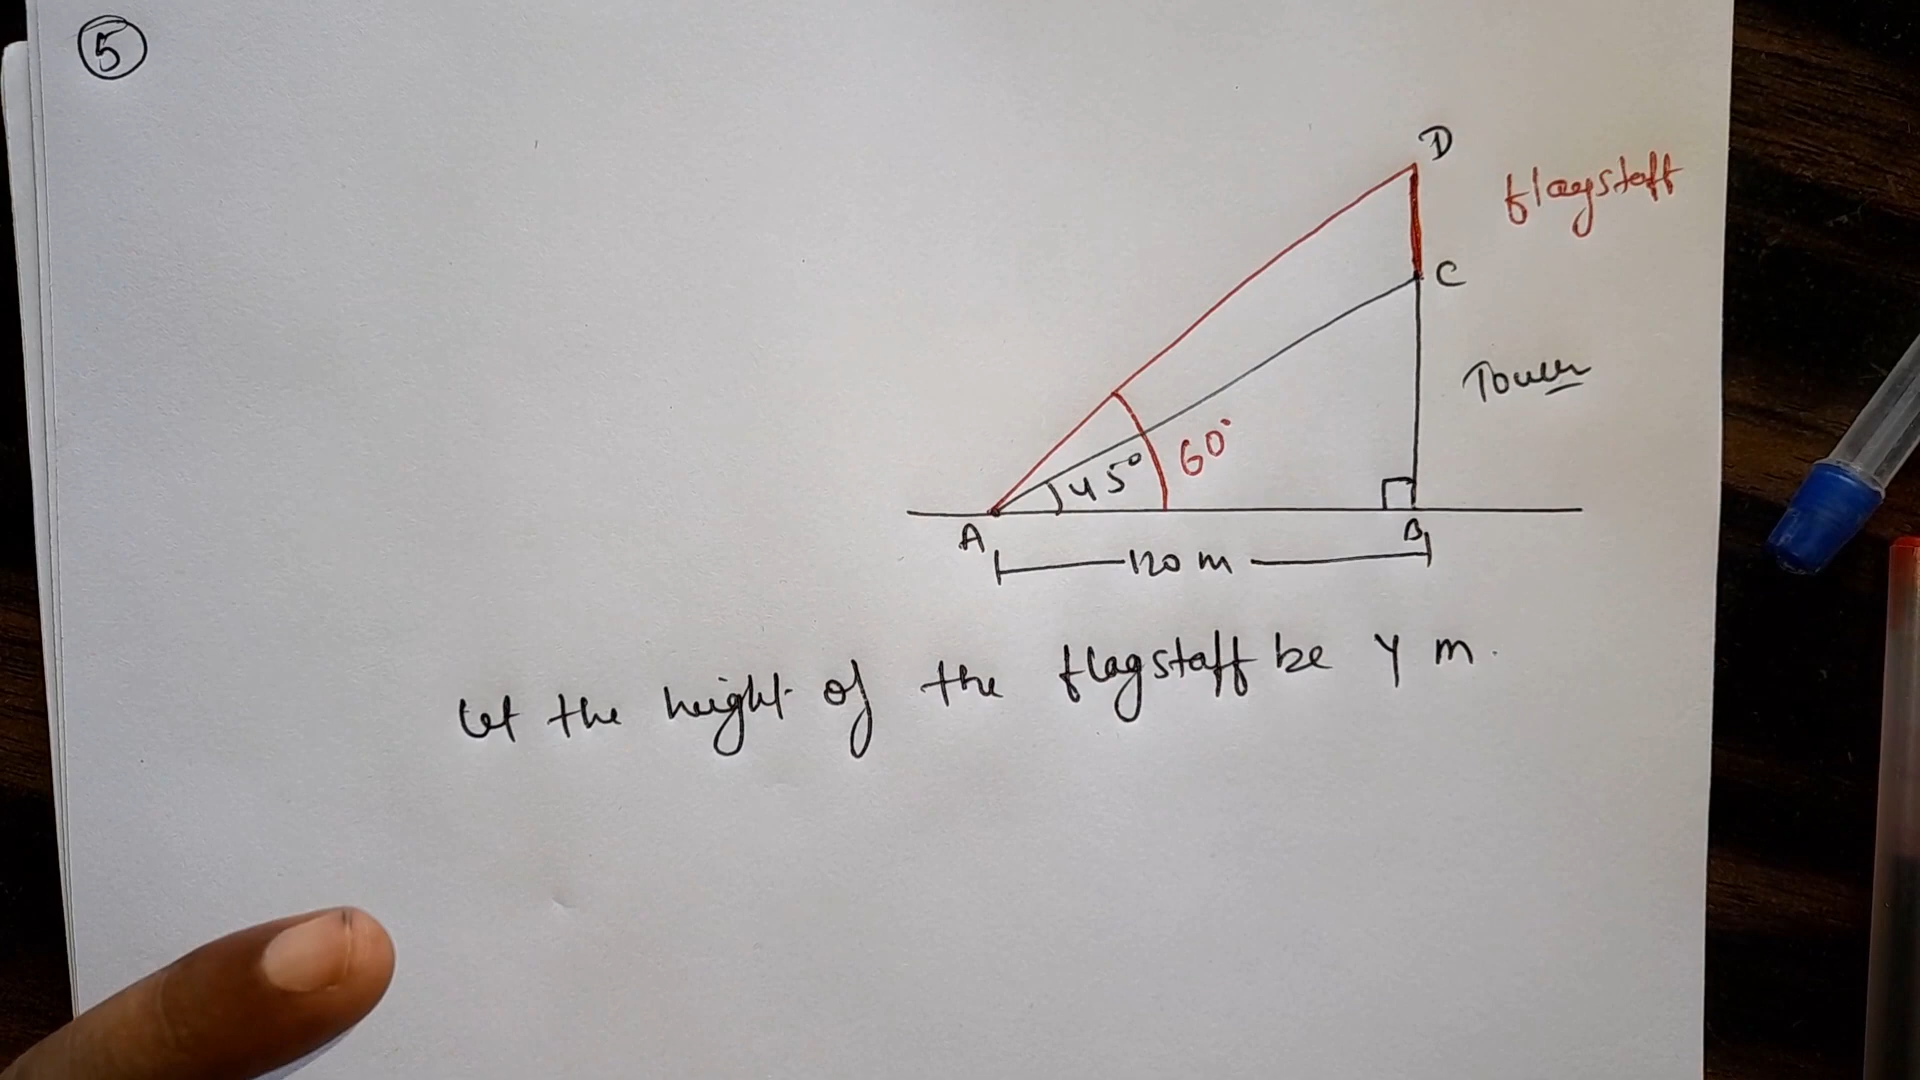 5
D
flagstaff
C
Tower
45° 60°
A B
120 m
let the height of the flagstaff be y m.